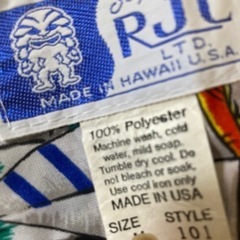 RJC
LTD.
MADE IN HAWAII U.S.A.
100% Polyester
Machine wash, cold
water, mild soap.
Tumble dry cool. Do
not bleach or soak.
Use cool iron only
MADE IN USA
SIZE STYLE
101